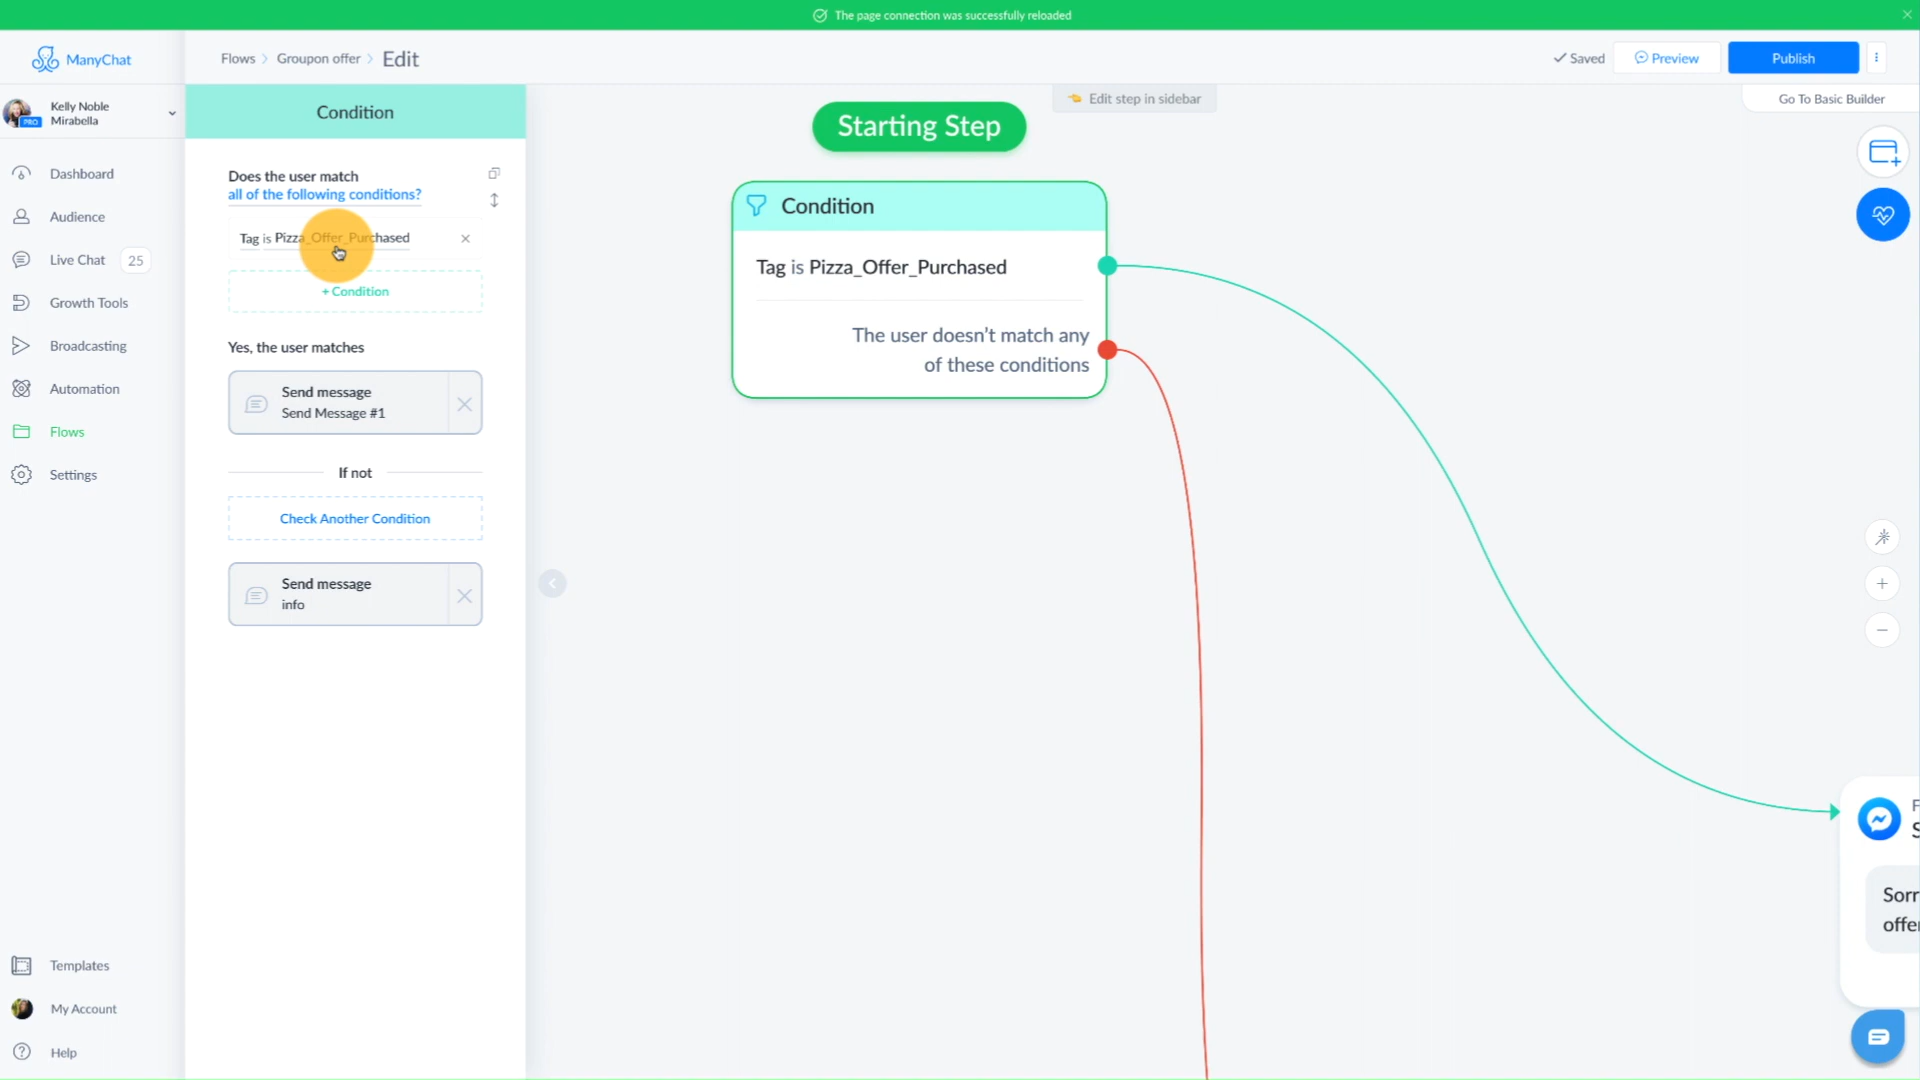 The page connection was successfully reloaded
ManyChat
Flows
Groupon offer
Edit
Saved
Preview
Publish
Kelly Noble
Mirabella
PRO
Dashboard
Audience
Live Chat
25
Growth Tools
Broadcasting
Automation
Flows
Settings
Templates
My Account
Help
Condition
Does the user match
all of the following conditions?
Tag is Pizza_Offer_Purchased
+ Condition
Yes, the user matches
Send message
Send Message #1
If not
Check Another Condition
Send message
info
Edit step in sidebar
Go To Basic Builder
Starting Step
Condition
Tag is Pizza_Offer_Purchased
The user doesn't match any
of these conditions